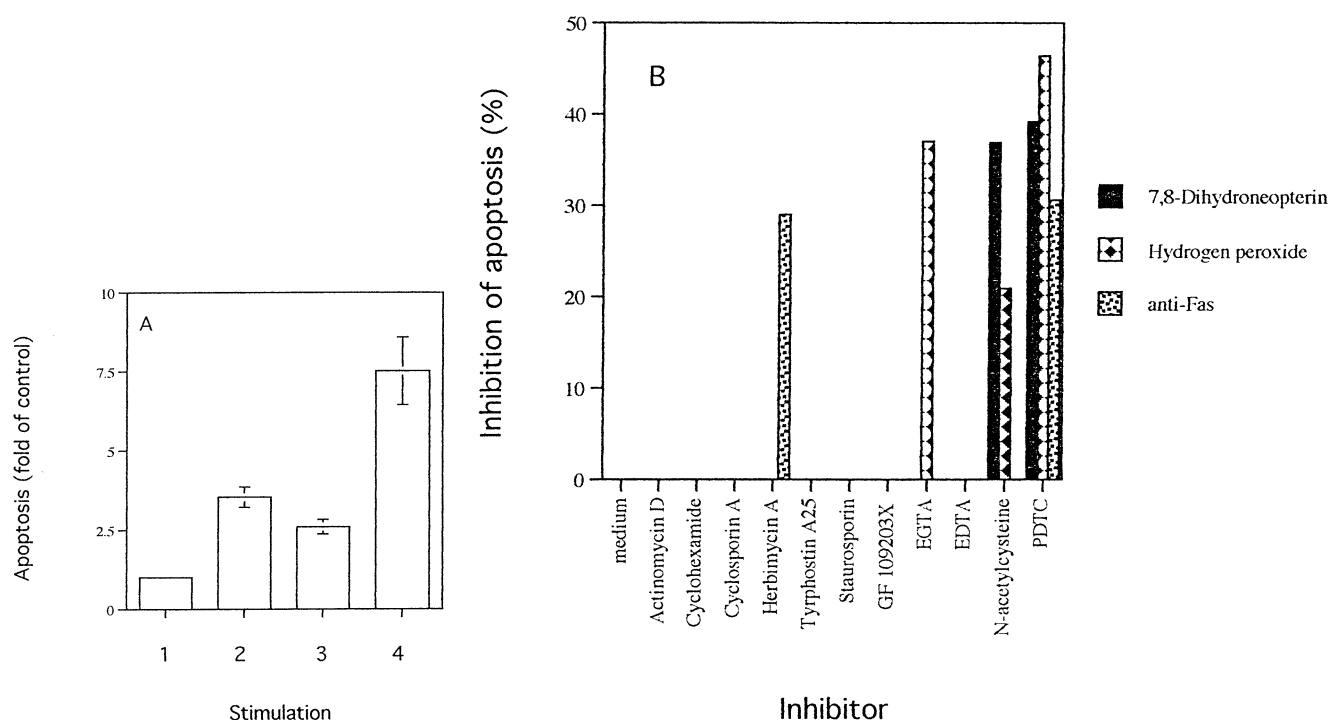 10
7.5
5
2.5
0
A
Apoptosis (fold of control)
1 2 3 4
Stimulation
50
40
30
20
10
0
B
Inhibition of apoptosis (%)
medium
Actinomycin D
Cyclohexamide
Cyclosporin A
Herbimycin A
Tyrphostin A25
Staurosporin
GF 109203X
EGTA
EDTA
N-acetylcysteine
PDTC
Inhibitor
7,8-Dihydroneopterin
Hydrogen peroxide
anti-Fas